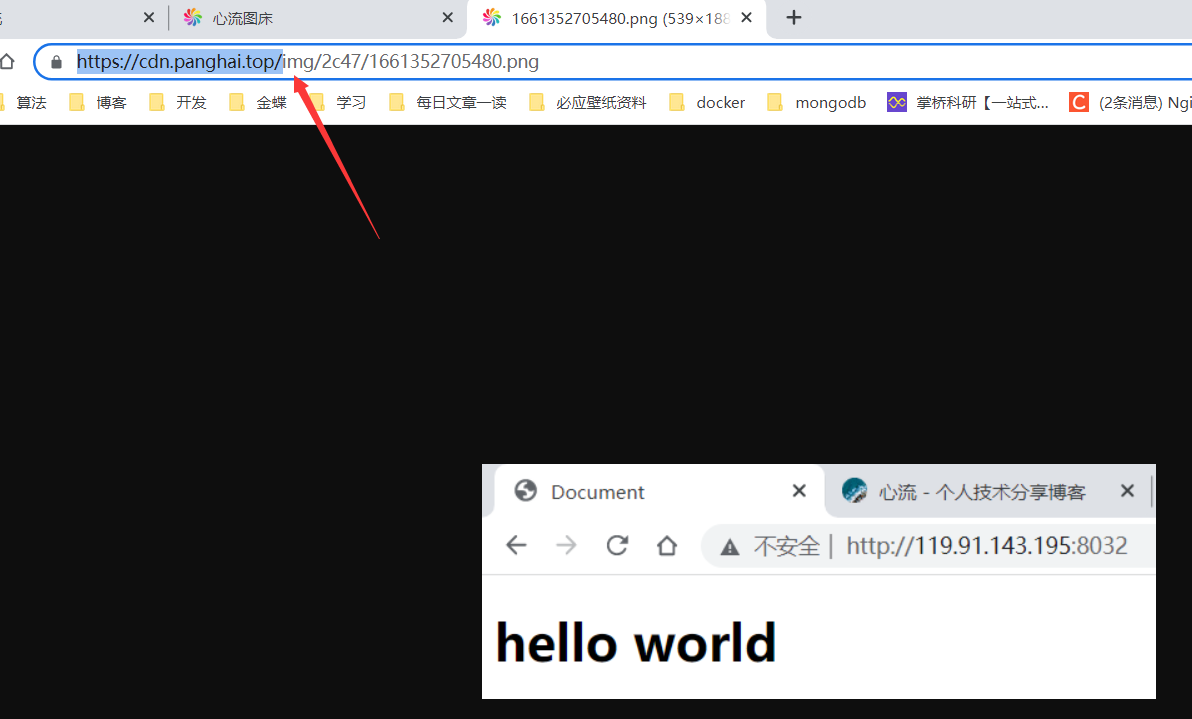 心流图床
1661352705480.png (539×188
https://cdn.panghai.top/img/2c47/1661352705480.png
算法 博客 开发 金蝶 学习 每日文章一读 必应壁纸资料 docker mongodb 掌桥科研【一站式... C (2条消息) Ngi
Document 心流 - 个人技术分享博客
不安全 | http://119.91.143.195:8032
hello world